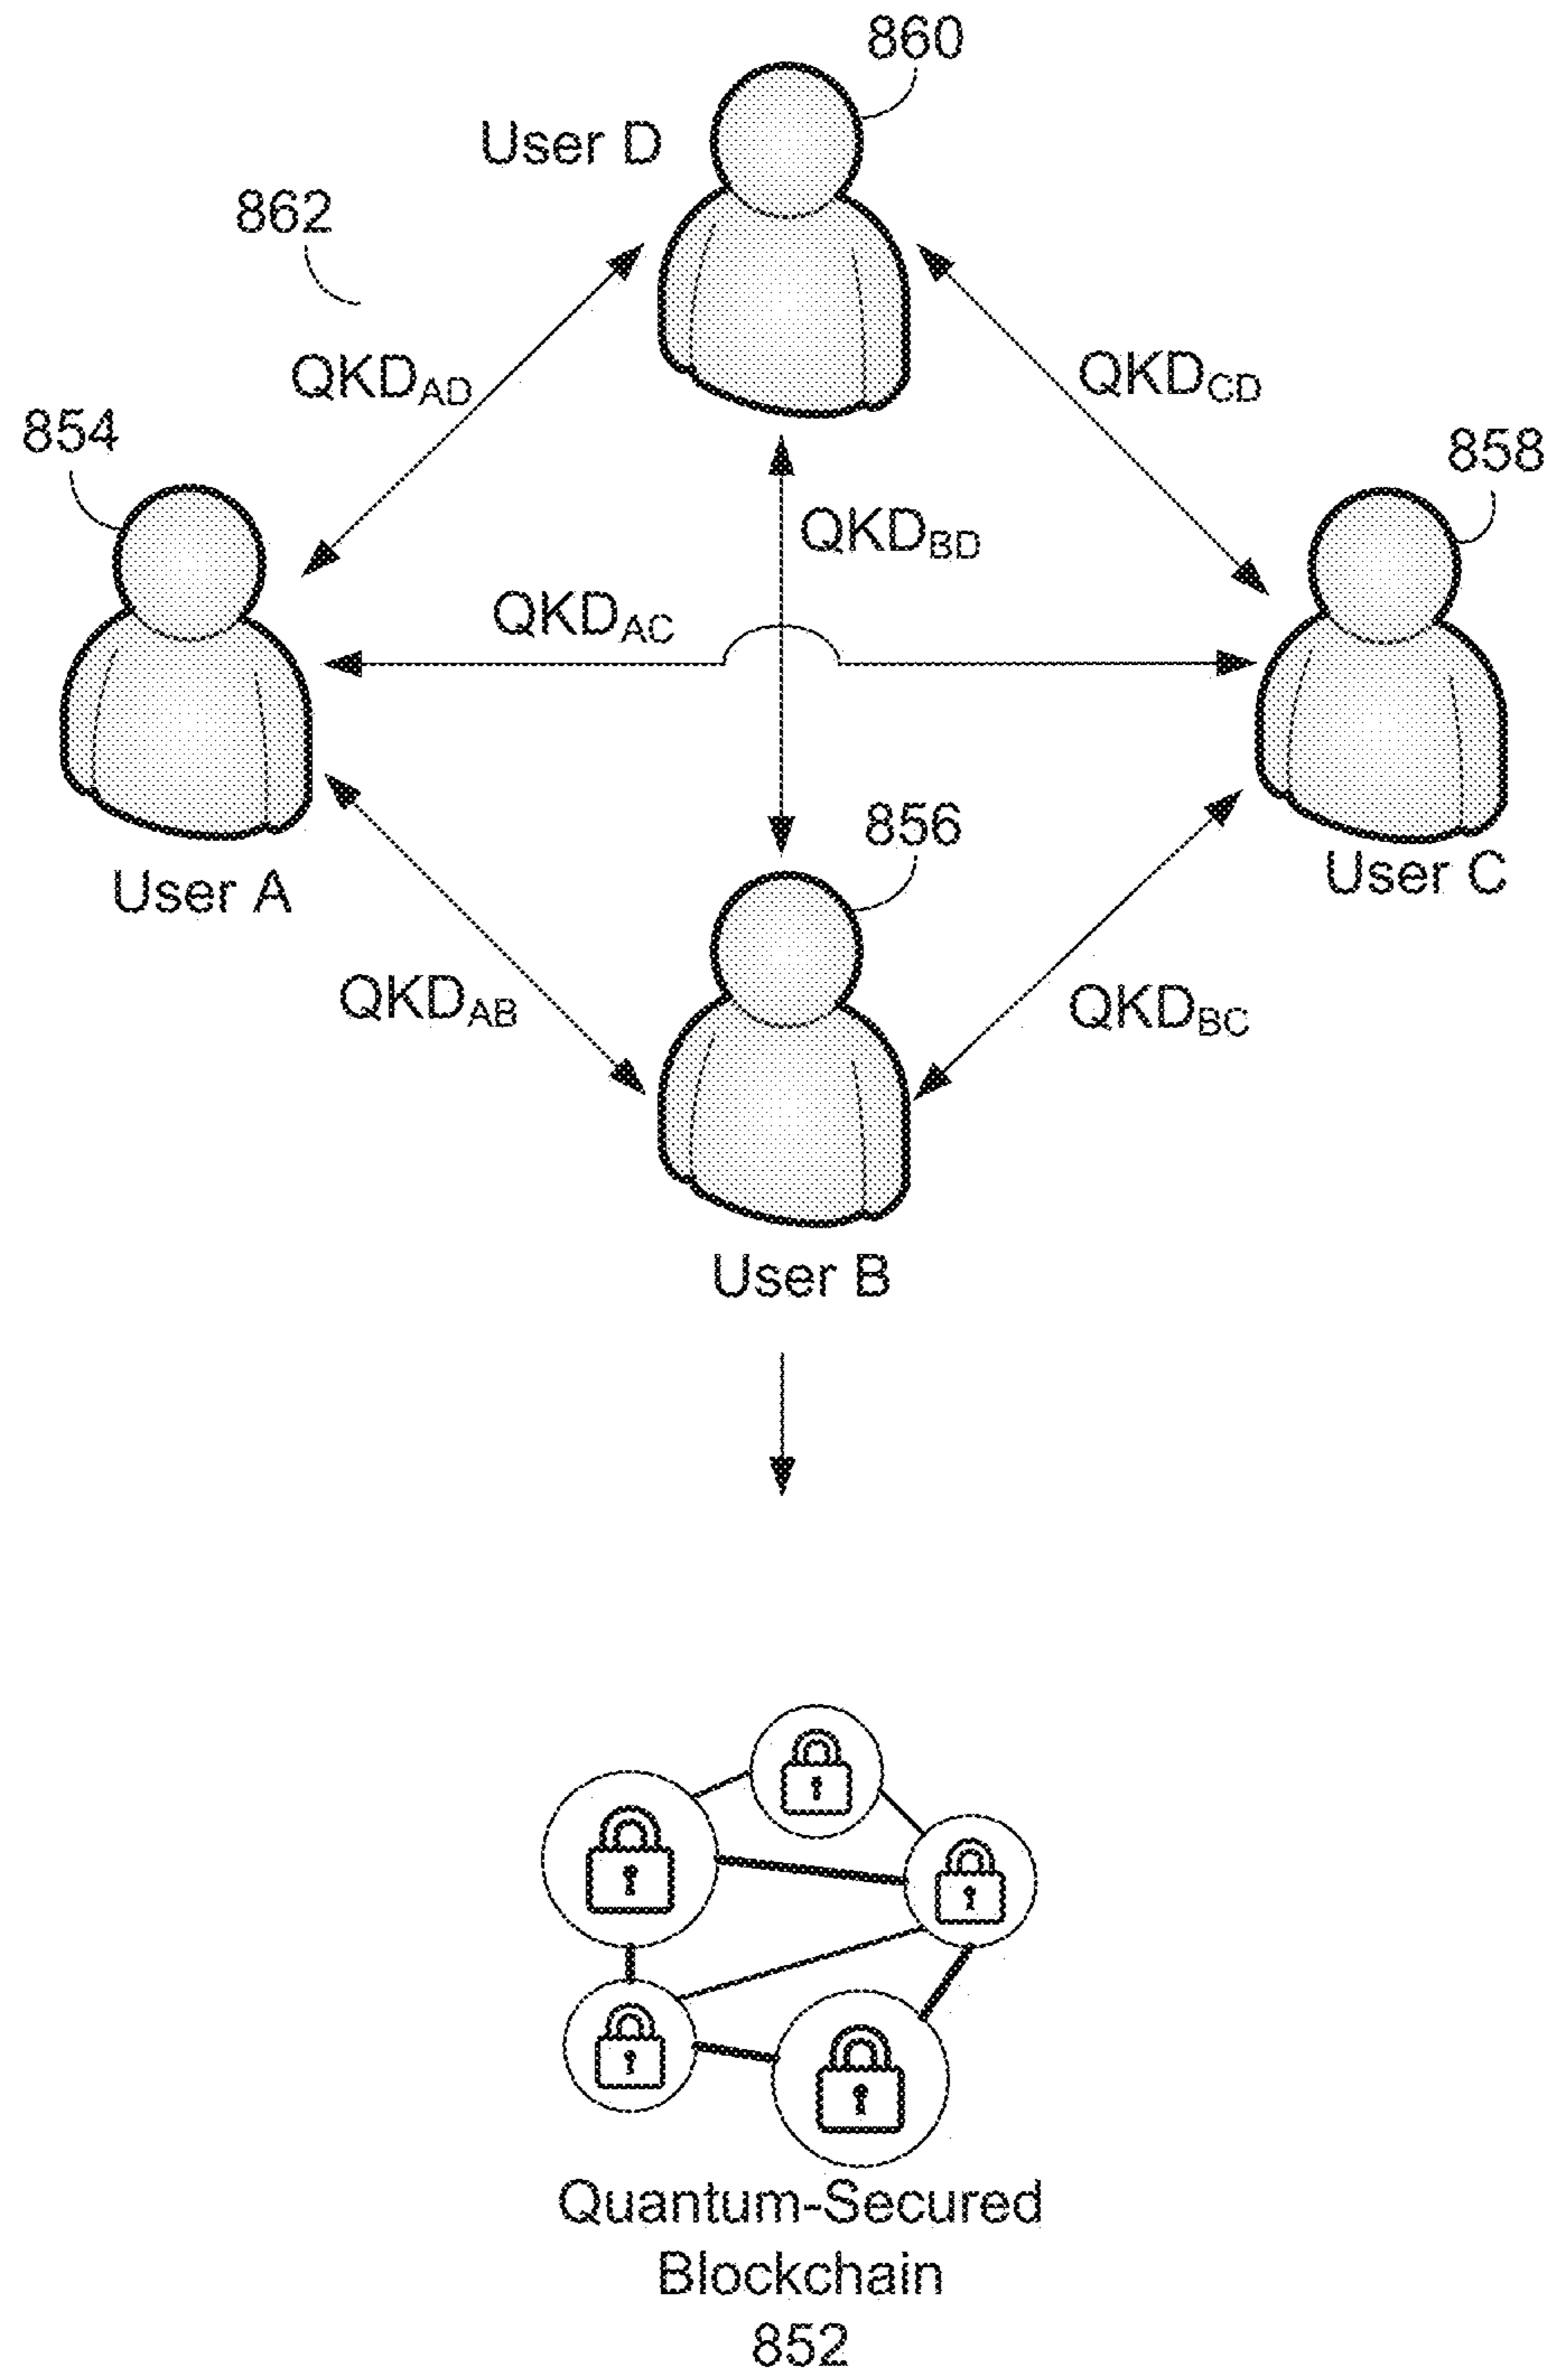 860
User D
862
QKDAD
QKDCD
854
858
QKDBD
QKDAC
856
User A
User C
QKDAB
QKDBC
User B
Quantum-Secured
Blockchain
852